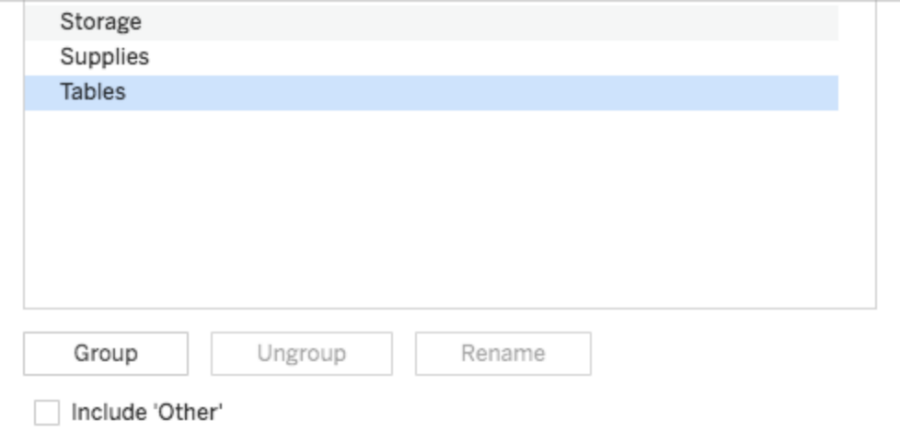 Storage
Supplies
Tables
Group Ungroup Rename
Include 'Other'